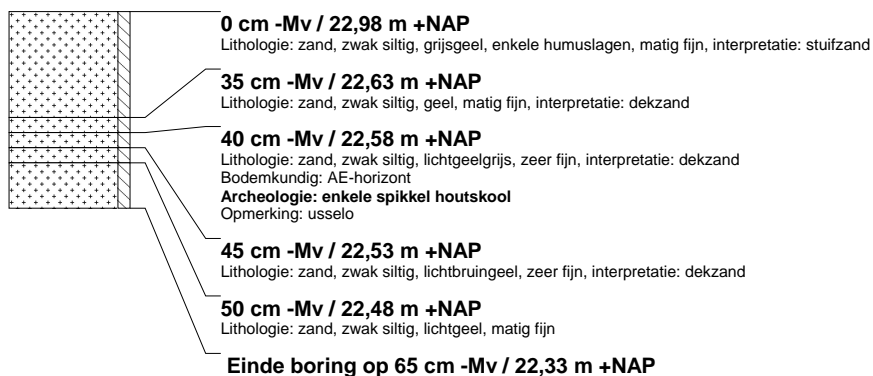 0 cm -Mv / 22,98 m +NAP
Lithologie: zand, zwak siltig, grijsgeel, enkele humuslagen, matig fijn, interpretatie: stuifzand
35 cm -Mv / 22,63 m +NAP
Lithologie: zand, zwak siltig, geel, matig fijn, interpretatie: dekzand
40 cm -Mv / 22,58 m +NAP
Lithologie: zand, zwak siltig, lichtgeelgrijs, zeer fijn, interpretatie: dekzand
Bodemkundig: AE-horizont
Archeologie: enkele spikkel houtskool
Opmerking: usselo
45 cm -Mv / 22,53 m +NAP
Lithologie: zand, zwak siltig, lichtbruingeel, zeer fijn, interpretatie: dekzand
50 cm -Mv / 22,48 m +NAP
Lithologie: zand, zwak siltig, lichtgeel, matig fijn
Einde boring op 65 cm -Mv / 22,33 m +NAP